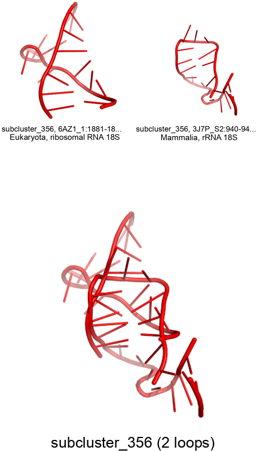 subcluster_356, 6AZ1_1:1881-18...
Eukaryota, ribosomal RNA 18S
subcluster_356, 3J7P_S2:940-94...
Mammalia, rRNA 18S
subcluster_356 (2 loops)